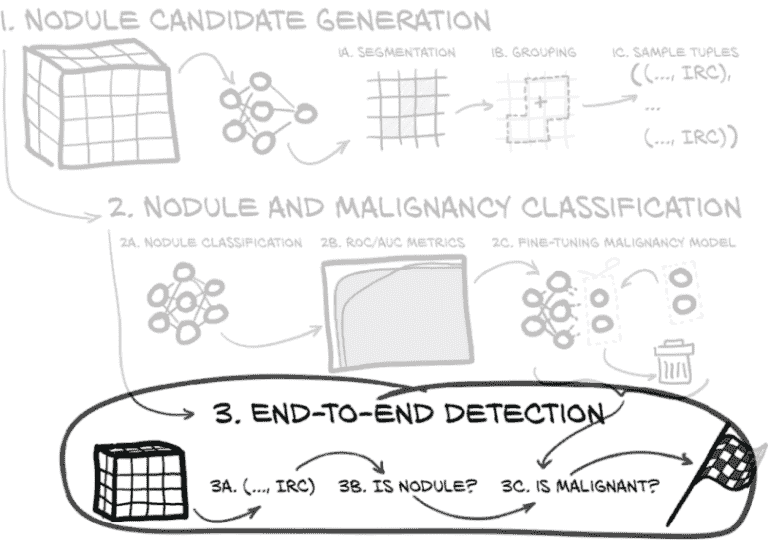 1. NODULE CANDIDATE GENERATION
1A. SEGMENTATION
1B. GROUPING
1C. SAMPLE TUPLES
((..., IRC),
...
(..., IRC))
2. NODULE AND MALIGNANCY CLASSIFICATION
2A. NODULE CLASSIFICATION
2B. ROC/AUC METRICS
2C. FINE-TUNING MALIGNANCY MODEL
3. END-TO-END DETECTION
3A. (..., IRC)
3B. IS NODULE?
3C. IS MALIGNANT?